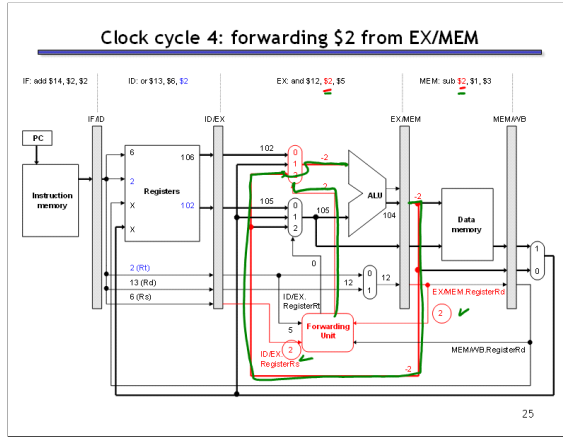 Clock cycle 4: forwarding $2 from EX/MEM
IF: add $14, $2, $2
ID: or $13, $6, $2
EX: and $12, $2, $5
MEM: sub $2, $1, $3
IF/ID
ID/EX
EX/MEM
MEM/WB
PC
Instruction
memory
6
2
X
X
Registers
106
102
102
0
1
2
-2
2
105
0
1
2
105
ALU
104
-2
Data
memory
1
0
0
2 (Rt)
13 (Rd)
6 (Rs)
12
0
1
12
ID/EX.
RegisterRt
5
Forwarding
Unit
2
ID/EX.
RegisterRs
EX/MEM.RegisterRd
2
MEM/WB.RegisterRd
-2
25